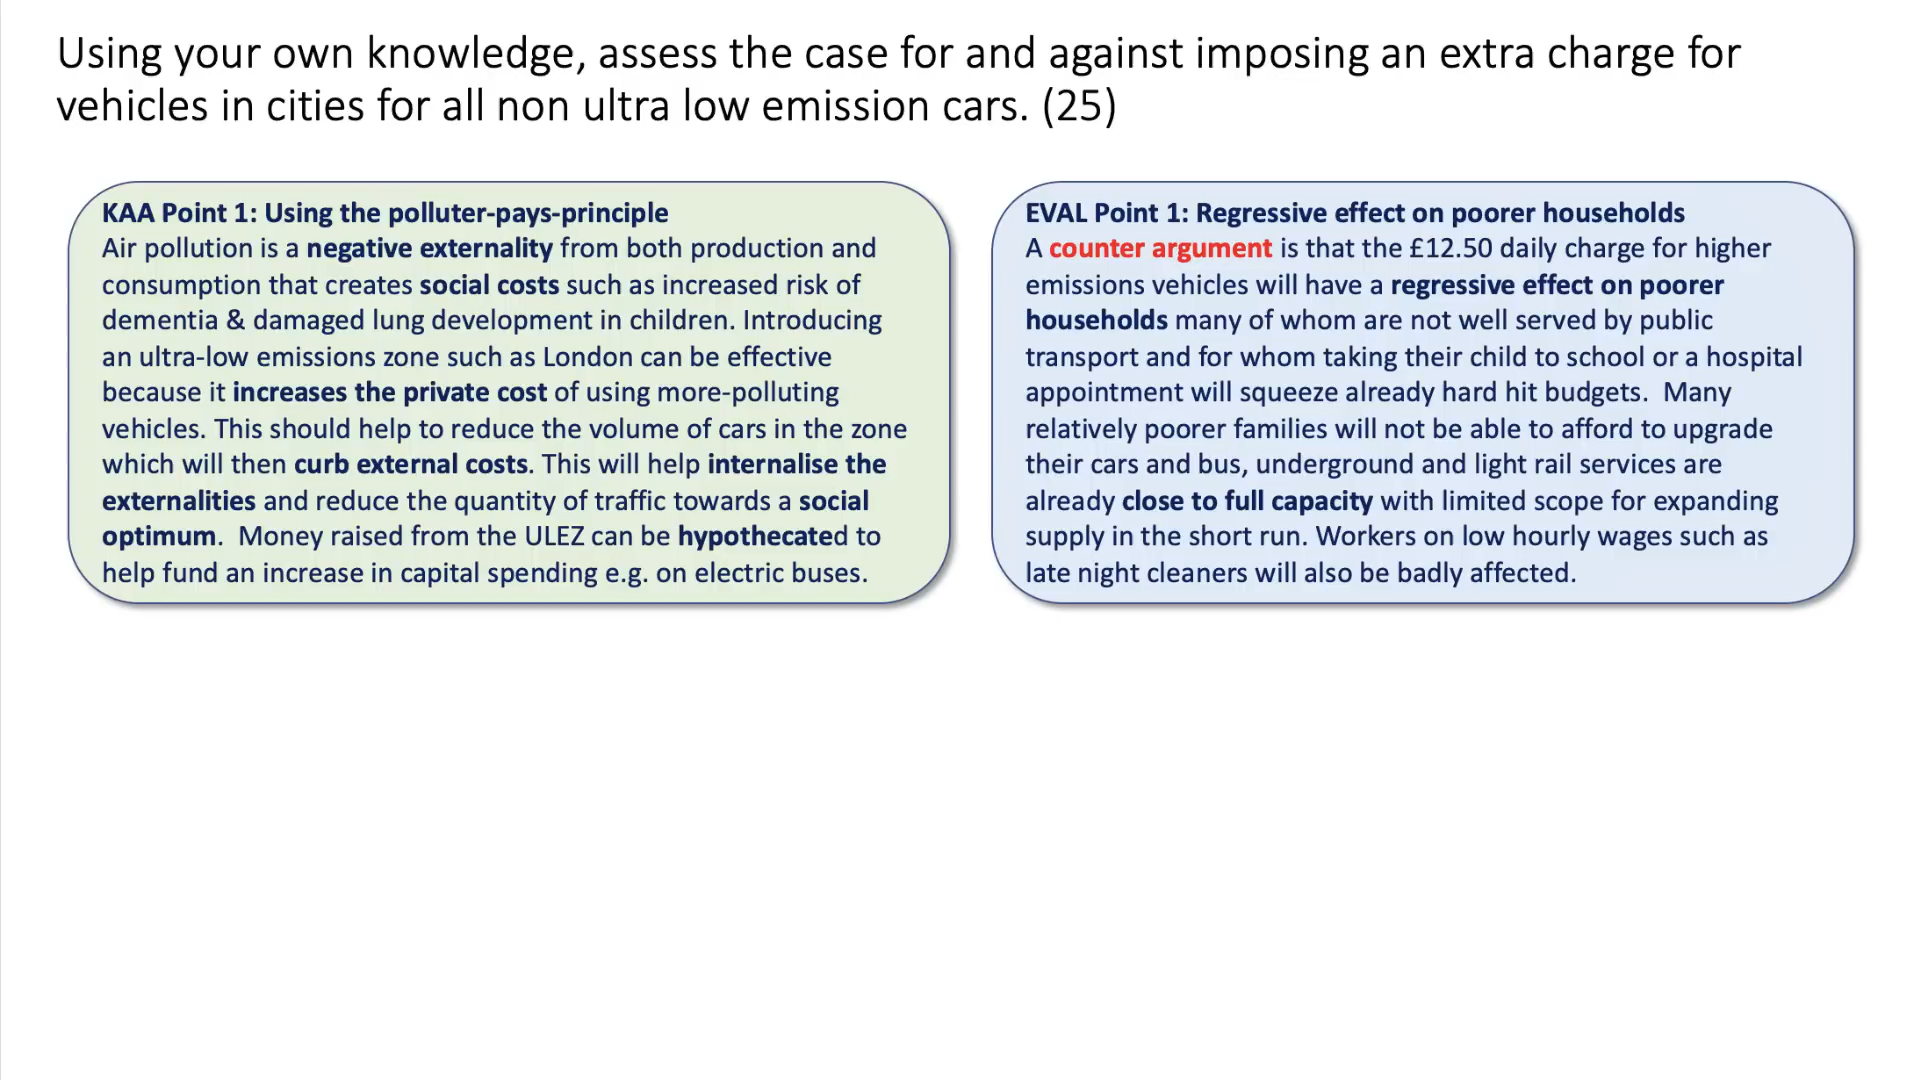 Using your own knowledge, assess the case for and against imposing an extra charge for
vehicles in cities for all non ultra low emission cars. (25)
KAA Point 1: Using the polluter-pays-principle
Air pollution is a negative externality from both production and
consumption that creates social costs such as increased risk of
dementia & damaged lung development in children. Introducing
an ultra-low emissions zone such as London can be effective
because it increases the private cost of using more-polluting
vehicles. This should help to reduce the volume of cars in the zone
which will then curb external costs. This will help internalise the
externalities and reduce the quantity of traffic towards a social
optimum.  Money raised from the ULEZ can be hypothecated to
help fund an increase in capital spending e.g. on electric buses.
EVAL Point 1: Regressive effect on poorer households
A counter argument is that the £12.50 daily charge for higher
emissions vehicles will have a regressive effect on poorer
households many of whom are not well served by public
transport and for whom taking their child to school or a hospital
appointment will squeeze already hard hit budgets.  Many
relatively poorer families will not be able to afford to upgrade
their cars and bus, underground and light rail services are
already close to full capacity with limited scope for expanding
supply in the short run. Workers on low hourly wages such as
late night cleaners will also be badly affected.